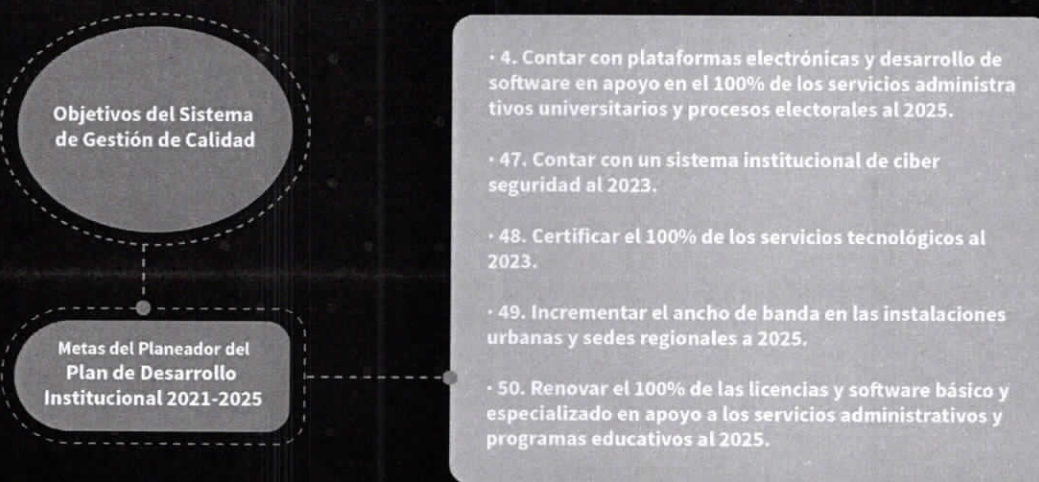 Objetivos del Sistema
de Gestión de Calidad
Metas del Planeador del
Plan de Desarrollo
Institucional 2021-2025
· 4. Contar con plataformas electrónicas y desarrollo de
software en apoyo en el 100% de los servicios administra
tivos universitarios y procesos electorales al 2025.
· 47. Contar con un sistema institucional de ciber
seguridad al 2023.
· 48. Certificar el 100% de los servicios tecnológicos al
2023.
· 49. Incrementar el ancho de banda en las instalaciones
urbanas y sedes regionales a 2025.
· 50. Renovar el 100% de las licencias y software básico y
especializado en apoyo a los servicios administrativos y
programas educativos al 2025.